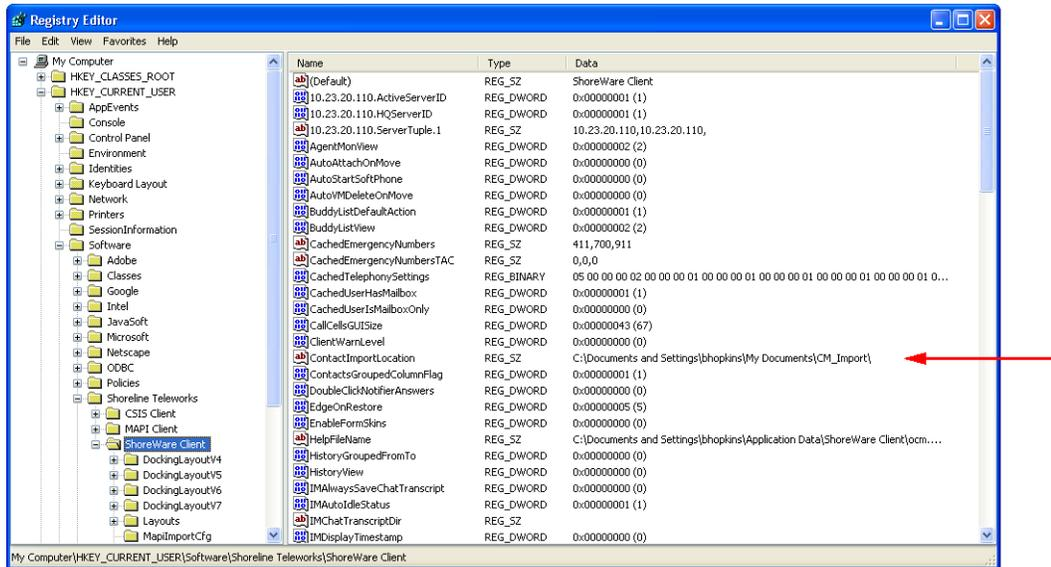 Registry Editor
File Edit View Favorites Help
My Computer
HKEY_CLASSES_ROOT
HKEY_CURRENT_USER
AppEvents
Console
Control Panel
Environment
Identities
Keyboard Layout
Network
Printers
SessionInformation
Software
Adobe
Classes
Google
Intel
JavaSoft
Microsoft
Netscape
ODBC
Policies
Shoreline Teleworks
CSIS Client
MAPI Client
ShoreWare Client
DockingLayoutV4
DockingLayoutV5
DockingLayoutV6
DockingLayoutV7
Layouts
MapiImportCfg
Name Type Data
(Default) REG_SZ ShoreWare Client
10.23.20.110.ActiveServerID REG_DWORD 0x00000001 (1)
10.23.20.110.HQServerID REG_DWORD 0x00000001 (1)
10.23.20.110.ServerTuple.1 REG_SZ 10.23.20.110,10.23.20.110,
AgentMonView REG_DWORD 0x00000002 (2)
AutoAttachOnMove REG_DWORD 0x00000000 (0)
AutoStartSoftPhone REG_DWORD 0x00000000 (0)
AutoVMDeleteOnMove REG_DWORD 0x00000000 (0)
BuddyListDefaultAction REG_DWORD 0x00000001 (1)
BuddyListView REG_DWORD 0x00000002 (2)
CachedEmergencyNumbers REG_SZ 411,700,911
CachedEmergencyNumbersTAC REG_SZ 0,0,0
CachedTelephonySettings REG_BINARY 05 00 00 00 02 00 00 00 01 00 00 00 01 00 00 00 01 00 00 00 01 00 00 00 01 0...
CachedUserHasMailbox REG_DWORD 0x00000001 (1)
CachedUserIsMailboxOnly REG_DWORD 0x00000000 (0)
CallCellsGUISize REG_DWORD 0x00000043 (67)
ClientWarnLevel REG_DWORD 0x00000000 (0)
ContactImportLocation REG_SZ C:\Documents and Settings\bhopkins\My Documents\CM_Import\
ContactsGroupedColumnFlag REG_DWORD 0x00000001 (1)
DoubleClickNotifierAnswers REG_DWORD 0x00000000 (0)
EdgeOnRestore REG_DWORD 0x00000005 (5)
EnableFormSkins REG_DWORD 0x00000000 (0)
HelpFileName REG_SZ C:\Documents and Settings\bhopkins\Application Data\ShoreWare Client\ocm....
HistoryGroupedFromTo REG_DWORD 0x00000000 (0)
HistoryView REG_DWORD 0x00000000 (0)
IMAlwaysSaveChatTranscript REG_DWORD 0x00000000 (0)
IMAutoIdleStatus REG_DWORD 0x00000001 (1)
IMChatTranscriptDir REG_SZ
IMDisplayTimestamp REG_DWORD 0x00000000 (0)
My Computer\HKEY_CURRENT_USER\Software\Shoreline Teleworks\ShoreWare Client